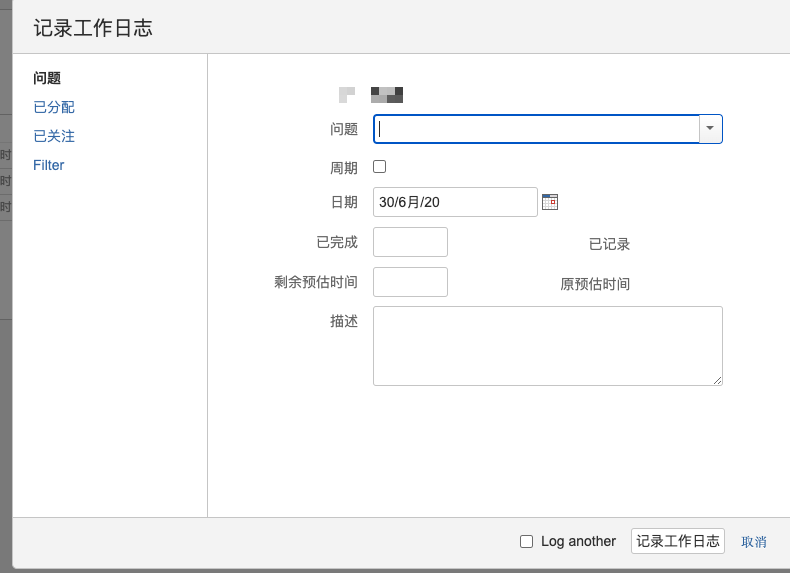 记录工作日志
问题
已分配
已关注
Filter
问题
周期
日期 30/6月/20
已完成 已记录
剩余预估时间 原预估时间
描述
时
时
时
Log another 记录工作日志 取消